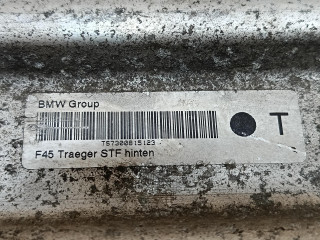 BMW Group
T
T67300815123
F45 Traeger STF hinten